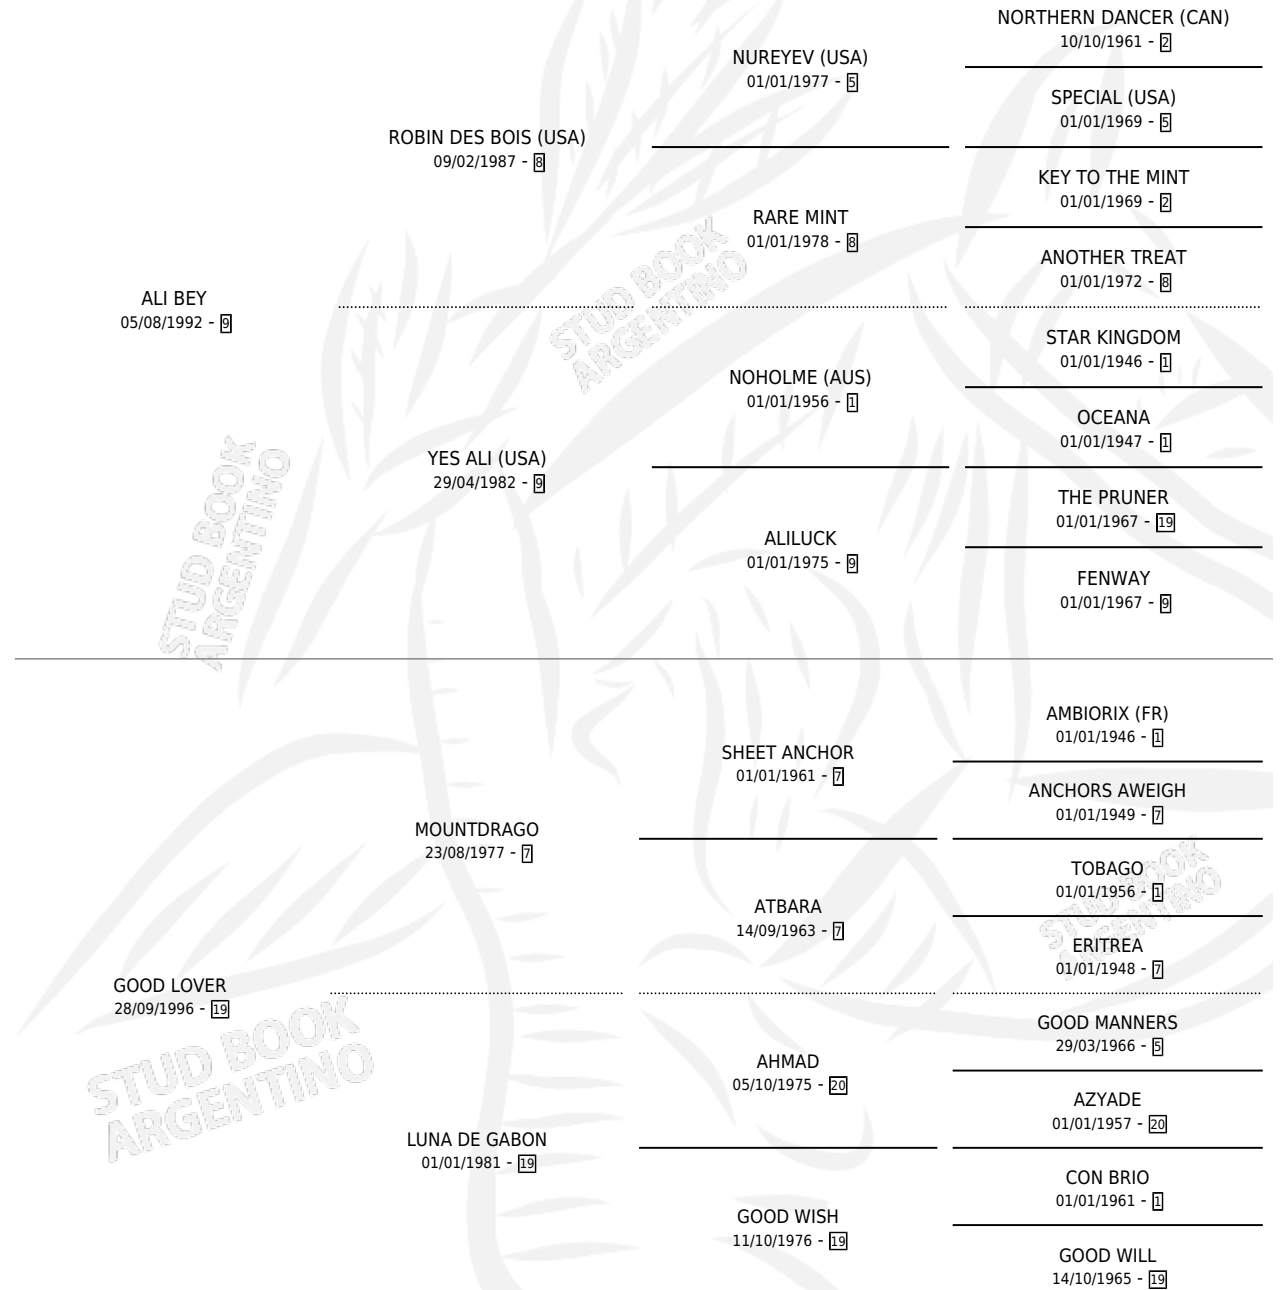 NORTHERN DANCER (CAN)
10/10/1961 - 2
NUREYEV (USA)
01/01/1977 - 5
SPECIAL (USA)
01/01/1969 - 5
ROBIN DES BOIS (USA)
09/02/1987 - 8
KEY TO THE MINT
01/01/1969 - 2
RARE MINT
01/01/1978 - 8
ANOTHER TREAT
01/01/1972 - 8
ALI BEY
05/08/1992 - 9
STAR KINGDOM
01/01/1946 - 1
NOHOLME (AUS)
01/01/1956 - 1
OCEANA
01/01/1947 - 1
YES ALI (USA)
29/04/1982 - 9
THE PRUNER
01/01/1967 - 19
ALILUCK
01/01/1975 - 9
FENWAY
01/01/1967 - 9
AMBIORIX (FR)
01/01/1946 - 1
SHEET ANCHOR
01/01/1961 - 7
ANCHORS AWEIGH
01/01/1949 - 7
MOUNTDRAGO
23/08/1977 - 7
TOBAGO
01/01/1956 - 1
ATBARA
14/09/1963 - 7
ERITREA
01/01/1948 - 7
GOOD LOVER
28/09/1996 - 19
GOOD MANNERS
29/03/1966 - 5
AHMAD
05/10/1975 - 20
AZYADE
01/01/1957 - 20
LUNA DE GABON
01/01/1981 - 19
CON BRIO
01/01/1961 - 1
GOOD WISH
11/10/1976 - 19
GOOD WILL
14/10/1965 - 19
STUD BOOK
ARGENTINO
STUD BOOK
ARGENTINO
STUD BOOK
ARGENTINO
STUD BOOK
ARGENTINO